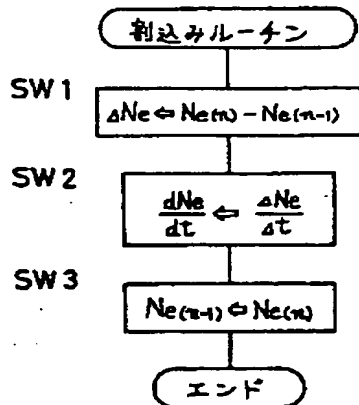 割込みルーチン
SW1
ΔNe ⇐ Ne(n) - Ne(n-1)
SW2
dNe/dt ⇐ ΔNe/Δt
SW3
Ne(n-1) ⇐ Ne(n)
エンド